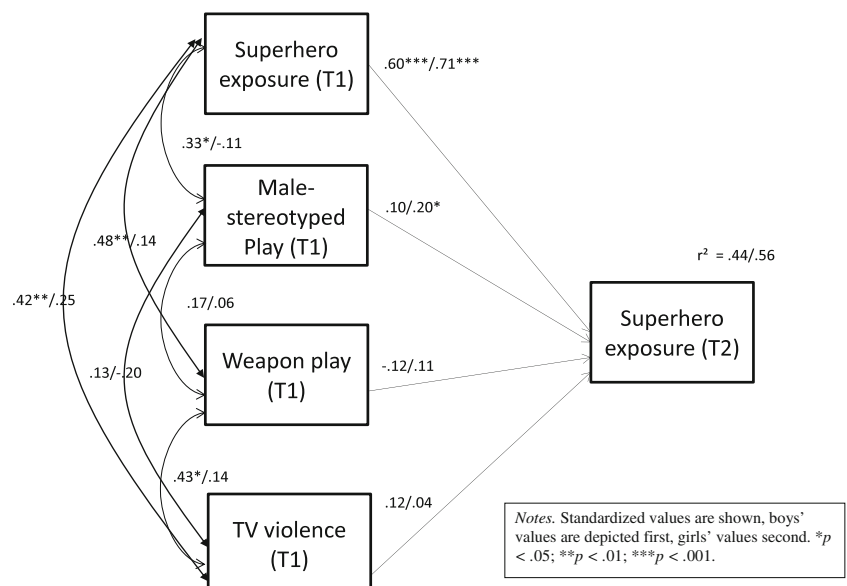 Superhero
exposure (T1)
.60***/.71***
.33*/-.11
Male-
stereotyped
Play (T1)
.10/.20*
.48**/.14
r² = .44/.56
.42**/.25
.17/.06
Superhero
exposure (T2)
Weapon play
(T1)
-.12/.11
.13/-.20
.43*/.14
TV violence
(T1)
.12/.04
Notes. Standardized values are shown, boys'
values are depicted first, girls' values second. *p
< .05; **p < .01; ***p < .001.